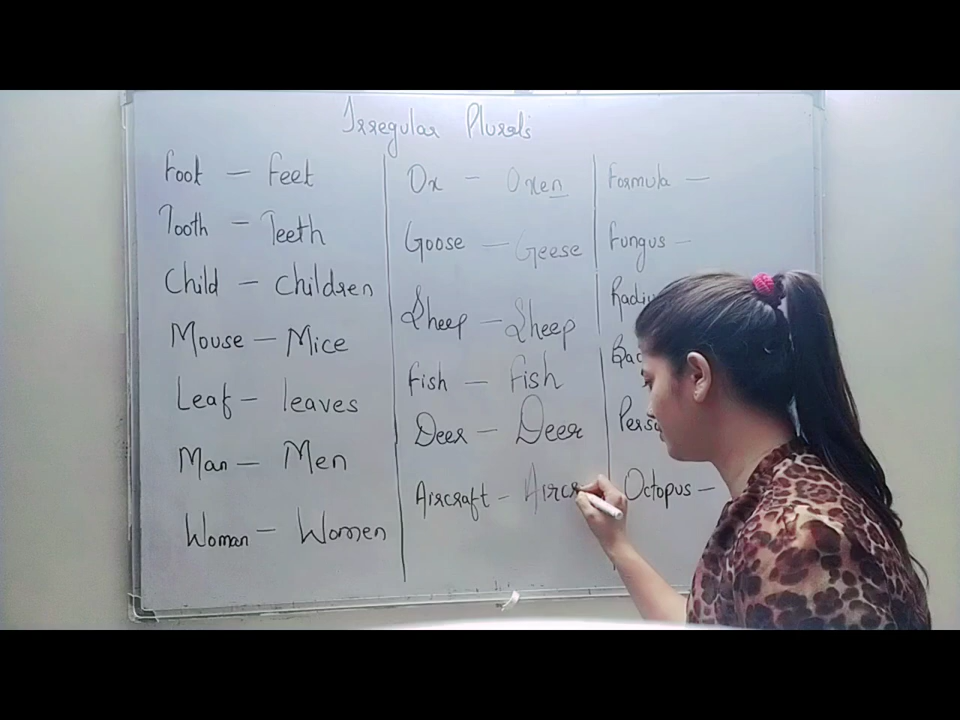 Irregular Plurals
Foot — Feet
Tooth — Teeth
Child — Children
Mouse — Mice
Leaf — leaves
Man — Men
Woman — Women
Ox — Oxen
Goose — Geese
Sheep — Sheep
Fish — Fish
Deer — Deer
Aircraft — Aircr
Formula —
Fungus —
Octopus —